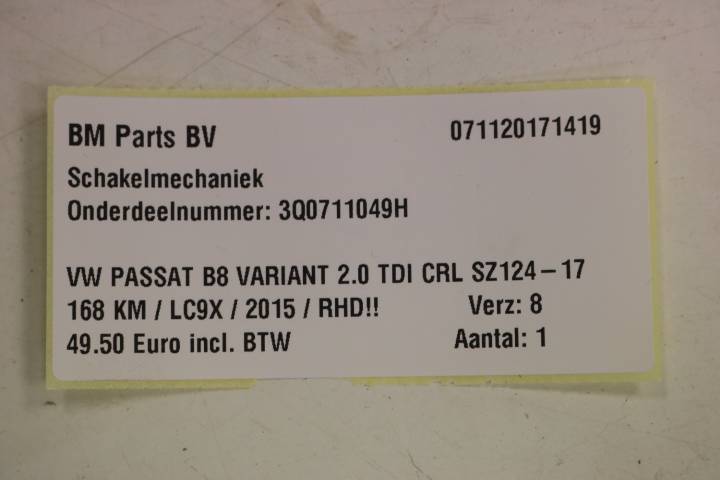 BM Parts BV 071120171419
Schakelmechaniek
Onderdeelnummer: 3Q0711049H
VW PASSAT B8 VARIANT 2.0 TDI CRL SZ124-17
168 KM / LC9X / 2015 / RHD!! Verz: 8
49.50 Euro incl. BTW Aantal: 1